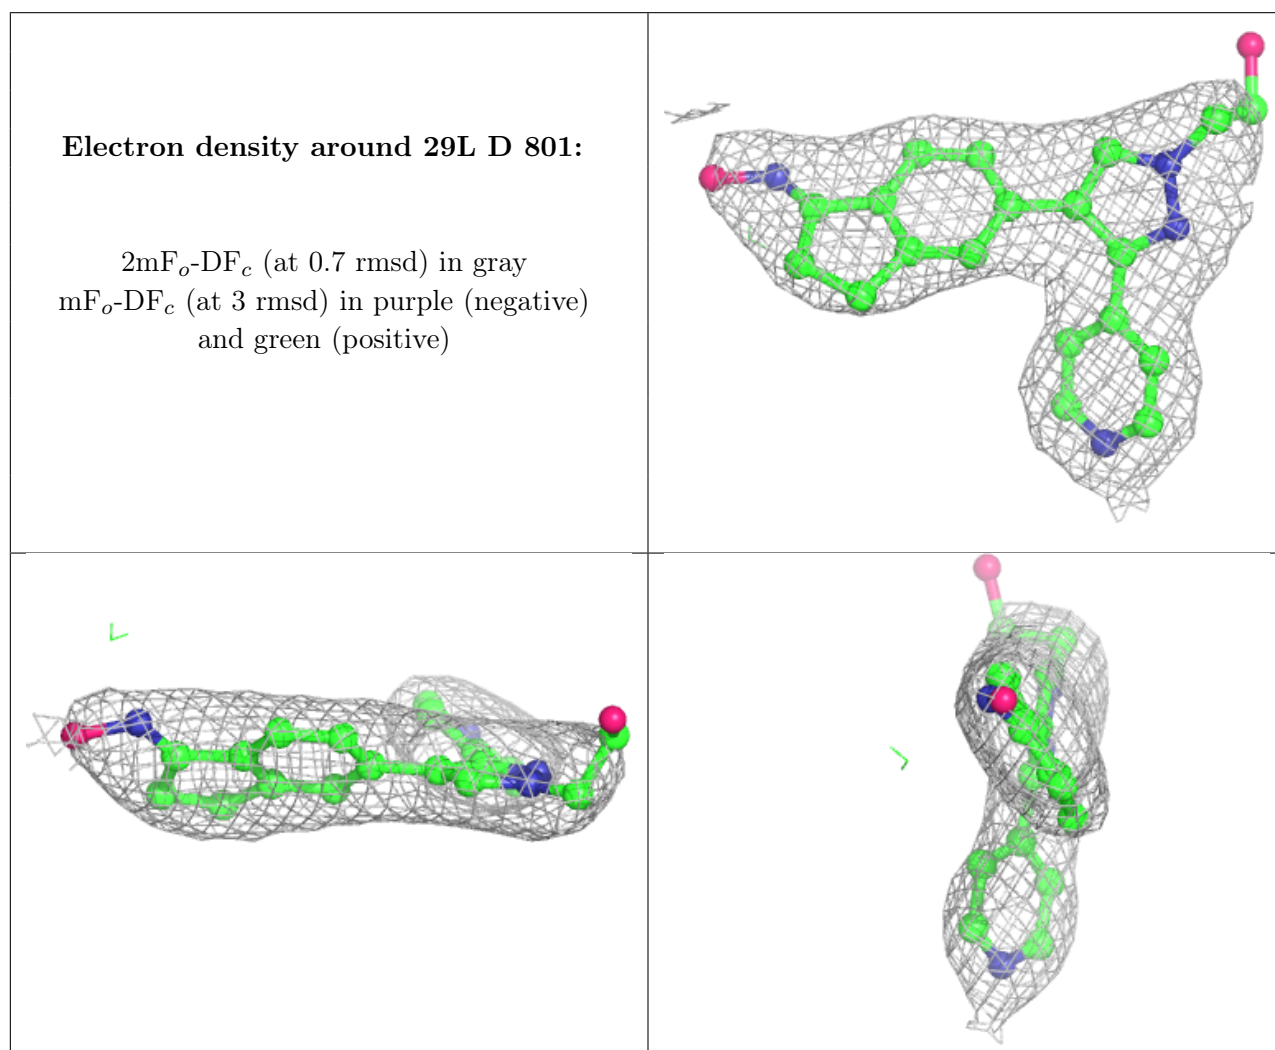 Electron density around 29L D 801:
2mFo-DFc (at 0.7 rmsd) in gray
mFo-DFc (at 3 rmsd) in purple (negative)
and green (positive)